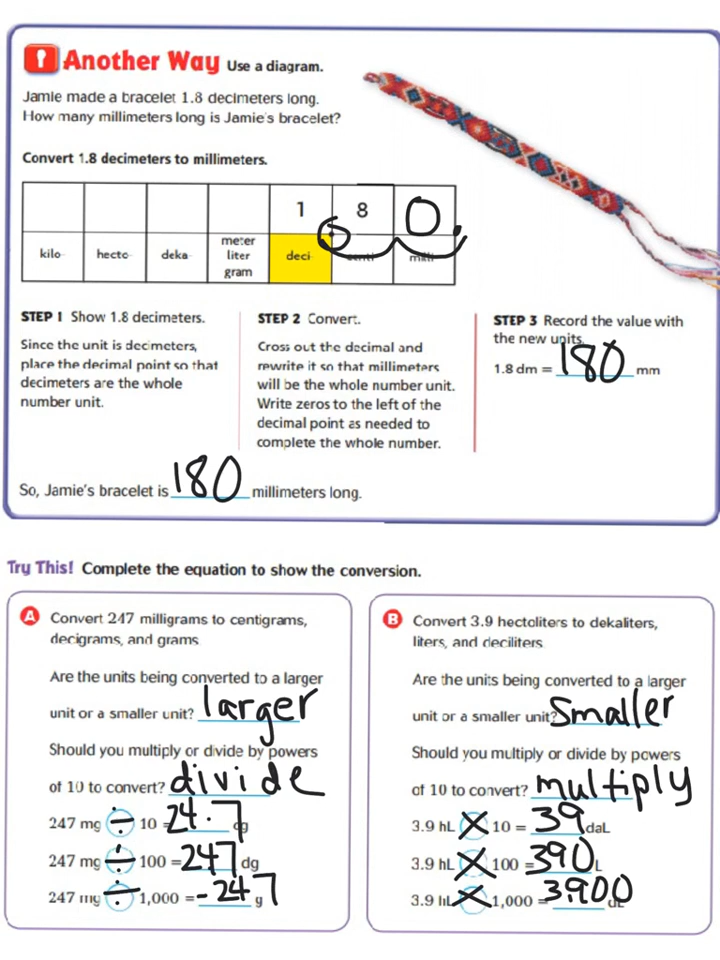 Another Way Use a diagram.
Jamie made a bracelet 1.8 decimeters long.
How many millimeters long is Jamie's bracelet?
Convert 1.8 decimeters to millimeters.
1 8 0.
kilo- hecto- deka- meter liter gram deci- centi- milli-
STEP 1 Show 1.8 decimeters.
Since the unit is decimeters,
place the decimal point so that
decimeters are the whole
number unit.
STEP 2 Convert.
Cross out the decimal and
rewrite it so that millimeters
will be the whole number unit.
Write zeros to the left of the
decimal point as needed to
complete the whole number.
STEP 3 Record the value with
the new units.
1.8 dm = 180 mm
So, Jamie's bracelet is 180 millimeters long.
Try This! Complete the equation to show the conversion.
A Convert 247 milligrams to centigrams,
decigrams, and grams
Are the units being converted to a larger
unit or a smaller unit? larger
Should you multiply or divide by powers
of 10 to convert? divide
247 mg ÷ 10 = 24.7 cg
247 mg ÷ 100 = 247 dg
247 mg ÷ 1,000 = -247 g
B Convert 3.9 hectoliters to dekaliters,
liters, and deciliters
Are the units being converted to a larger
unit or a smaller unit? Smaller
Should you multiply or divide by powers
of 10 to convert? multiply
3.9 hL × 10 = 39 daL
3.9 hL × 100 = 390 L
3.9 hL × 1,000 = 3,900 dL